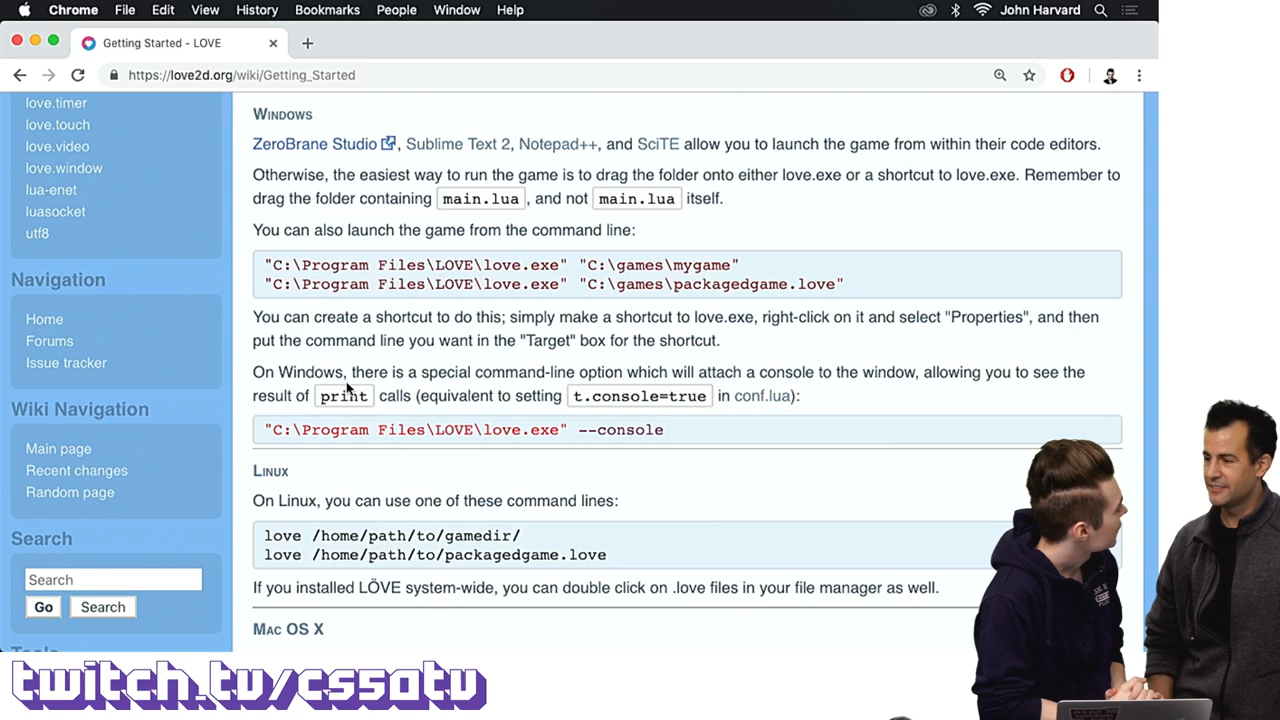 Chrome File Edit View History Bookmarks People Window Help John Harvard
Getting Started - LOVE
https://love2d.org/wiki/Getting_Started
love.timer
love.touch
love.video
love.window
lua-enet
luasocket
utf8
Navigation
Home
Forums
Issue tracker
Wiki Navigation
Main page
Recent changes
Random page
Search
Search
Go Search
Tools
Windows
ZeroBrane Studio, Sublime Text 2, Notepad++, and SciTE allow you to launch the game from within their code editors.
Otherwise, the easiest way to run the game is to drag the folder onto either love.exe or a shortcut to love.exe. Remember to
drag the folder containing main.lua, and not main.lua itself.
You can also launch the game from the command line:
"C:\Program Files\LOVE\love.exe" "C:\games\mygame"
"C:\Program Files\LOVE\love.exe" "C:\games\packagedgame.love"
You can create a shortcut to do this; simply make a shortcut to love.exe, right-click on it and select "Properties", and then
put the command line you want in the "Target" box for the shortcut.
On Windows, there is a special command-line option which will attach a console to the window, allowing you to see the
result of print calls (equivalent to setting t.console=true in conf.lua):
"C:\Program Files\LOVE\love.exe" --console
Linux
On Linux, you can use one of these command lines:
love /home/path/to/gamedir/
love /home/path/to/packagedgame.love
If you installed LÖVE system-wide, you can double click on .love files in your file manager as well.
Mac OS X
twitch.tv/cs50tv